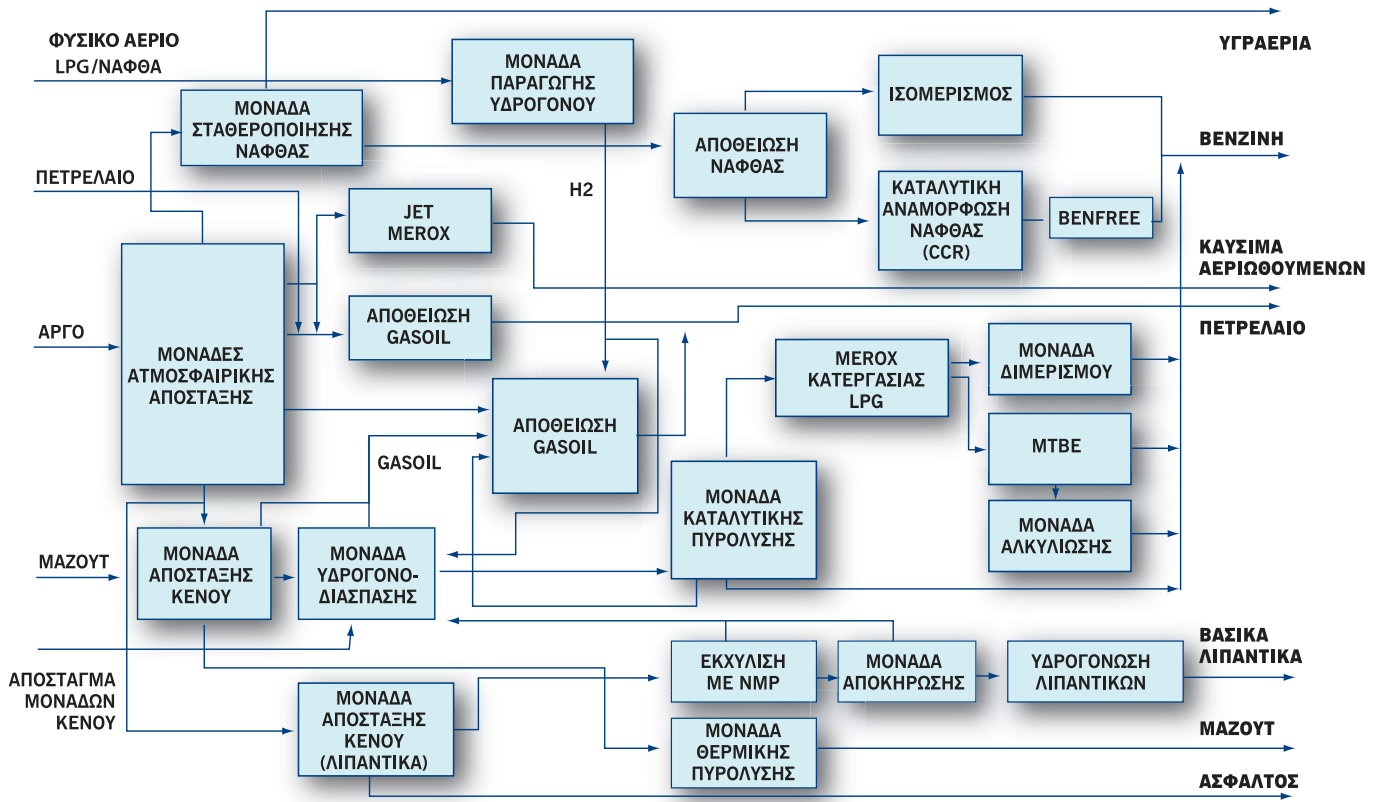 ΦΥΣΙΚΟ ΑΕΡΙΟ
LPG/ΝΑΦΘΑ
ΥΓΡΑΕΡΙΑ
ΜΟΝΑΔΑ
ΠΑΡΑΓΩΓΗΣ
ΥΔΡΟΓΟΝΟΥ
ΜΟΝΑΔΑ
ΣΤΑΘΕΡΟΠΟΙΗΣΗΣ
ΝΑΦΘΑΣ
ΙΣΟΜΕΡΙΣΜΟΣ
ΑΠΟΘΕΙΩΣΗ
ΝΑΦΘΑΣ
ΒΕΝΖΙΝΗ
ΠΕΤΡΕΛΑΙΟ
H2
JET
MEROX
ΚΑΤΑΛΥΤΙΚΗ
ΑΝΑΜΟΡΦΩΣΗ
ΝΑΦΘΑΣ
(CCR)
BENFREE
ΚΑΥΣΙΜΑ
ΑΕΡΙΩΘΟΥΜΕΝΩΝ
ΑΡΓΟ
ΜΟΝΑΔΕΣ
ΑΤΜΟΣΦΑΙΡΙΚΗΣ
ΑΠΟΣΤΑΞΗΣ
ΑΠΟΘΕΙΩΣΗ
GASOIL
ΠΕΤΡΕΛΑΙΟ
MEROX
ΚΑΤΕΡΓΑΣΙΑΣ
LPG
ΜΟΝΑΔΑ
ΔΙΜΕΡΙΣΜΟΥ
ΑΠΟΘΕΙΩΣΗ
GASOIL
GASOIL
MTBE
ΜΟΝΑΔΑ
ΚΑΤΑΛΥΤΙΚΗΣ
ΠΥΡΟΛΥΣΗΣ
ΜΟΝΑΔΑ
ΑΛΚΥΛΙΩΣΗΣ
ΜΑΖΟΥΤ
ΜΟΝΑΔΑ
ΑΠΟΣΤΑΞΗΣ
ΚΕΝΟΥ
ΜΟΝΑΔΑ
ΥΔΡΟΓΟΝΟ-
ΔΙΑΣΠΑΣΗΣ
ΑΠΟΣΤΑΓΜΑ
ΜΟΝΑΔΩΝ
ΚΕΝΟΥ
ΕΚΧΥΛΙΣΗ
ΜΕ NMP
ΜΟΝΑΔΑ
ΑΠΟΚΗΡΩΣΗΣ
ΥΔΡΟΓΟΝΩΣΗ
ΛΙΠΑΝΤΙΚΩΝ
ΒΑΣΙΚΑ
ΛΙΠΑΝΤΙΚΑ
ΜΟΝΑΔΑ
ΑΠΟΣΤΑΞΗΣ
ΚΕΝΟΥ
(ΛΙΠΑΝΤΙΚΑ)
ΜΟΝΑΔΑ
ΘΕΡΜΙΚΗΣ
ΠΥΡΟΛΥΣΗΣ
ΜΑΖΟΥΤ
ΑΣΦΑΛΤΟΣ